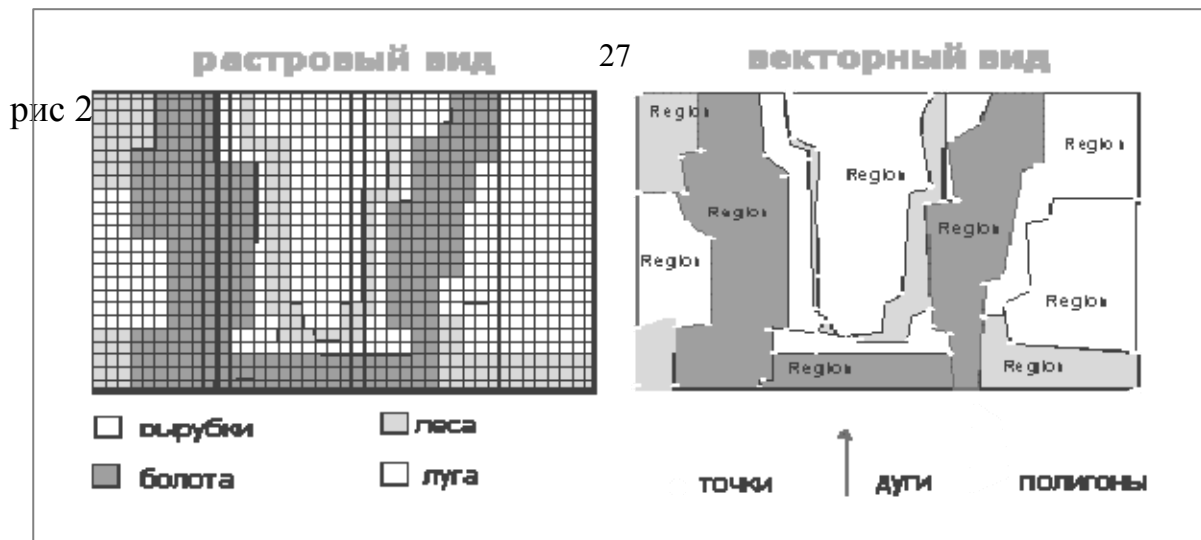 растровый вид
27
векторный вид
рис 2
Region
Region
Region
Region
Region
Region
Region
Region
Region
вырубки
леса
болота
луга
точки
дуги
полигоны